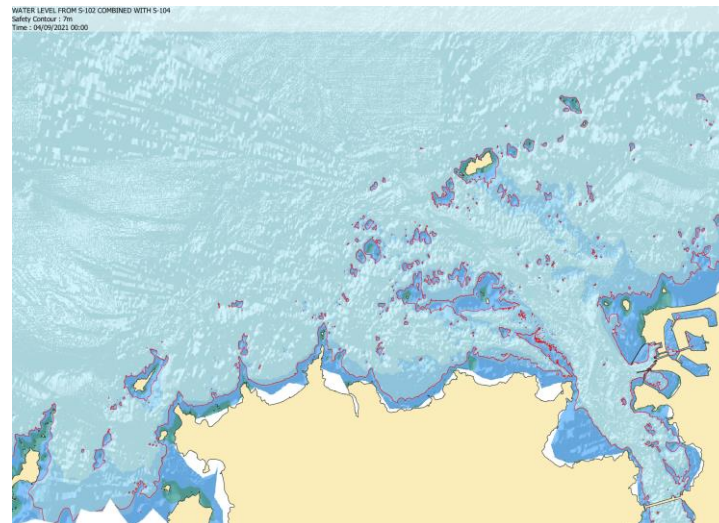 WATER LEVEL FROM S-102 COMBINED WITH S-104
Safety Contour : 7m
Time : 04/09/2021 00:00